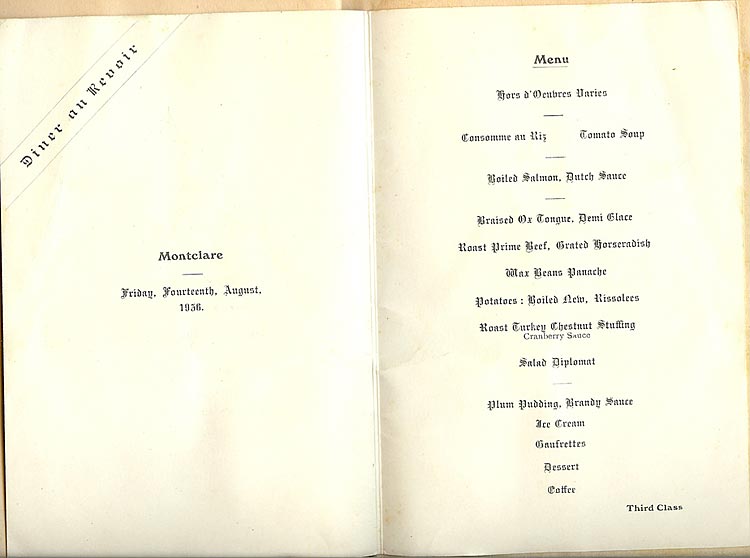 Diner au Revoir
Montclare
Friday, Fourteenth, August,
1936.
Menu
Hors d'Oeubres Varies
Consomme au Riz Tomato Soup
Boiled Salmon, Dutch Sauce
Braised Ox Tongue, Demi Glace
Roast Prime Beef, Grated Horseradish
Wax Beans Panache
Potatoes : Boiled New, Rissolees
Roast Turkey Chestnut Stuffing
Cranberry Sauce
Salad Diplomat
Plum Pudding, Brandy Sauce
Ice Cream
Gaufrettes
Dessert
Coffee
Third Class